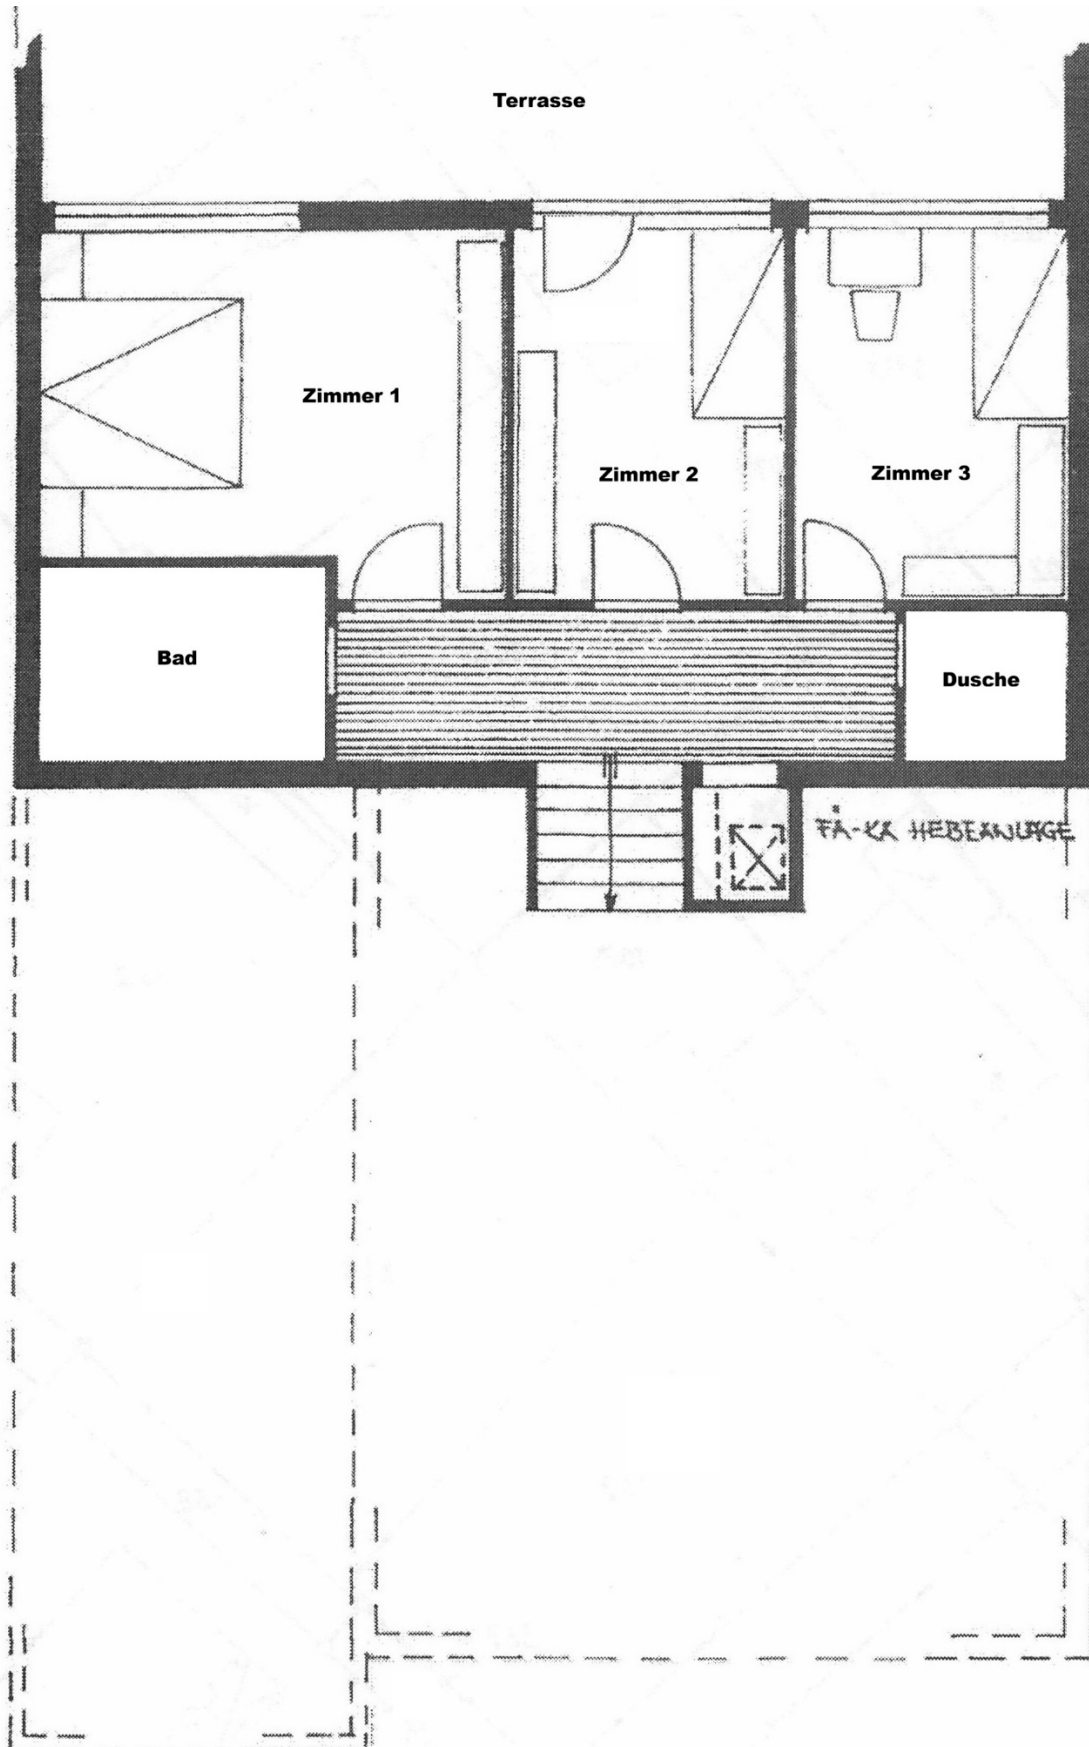 Terrasse
Zimmer 1
Zimmer 2
Zimmer 3
Bad
Dusche
FÄ-KA HEBEANLAGE